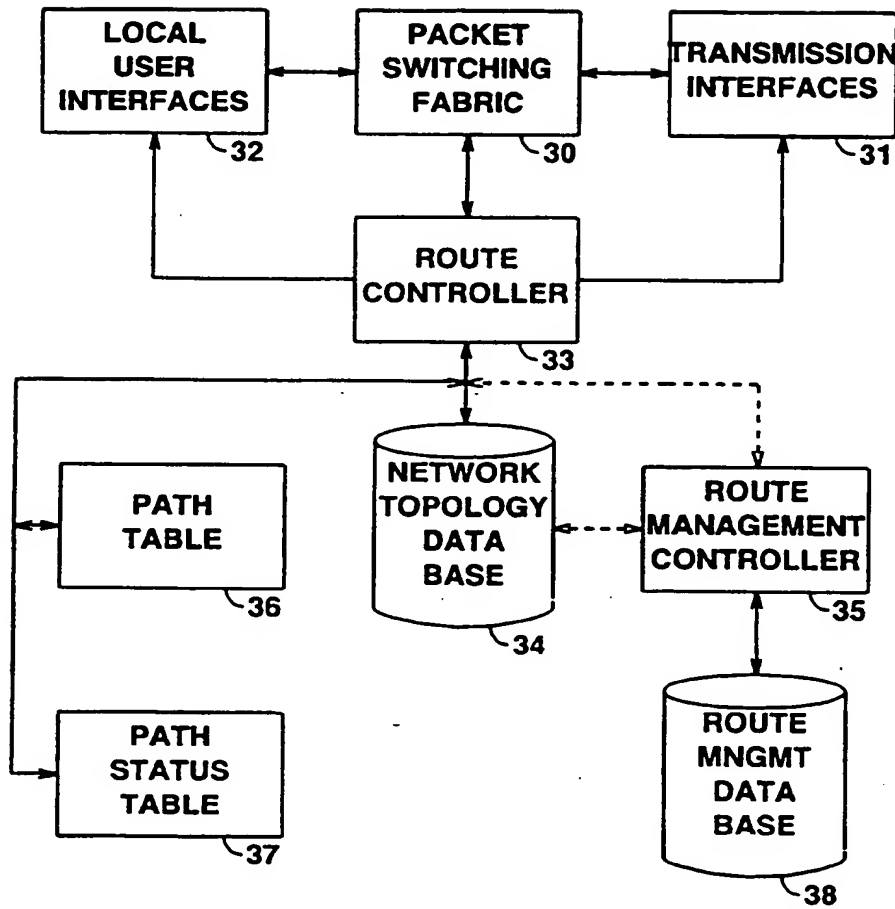 LOCAL
USER
INTERFACES
32
PACKET
SWITCHING
FABRIC
30
TRANSMISSION
INTERFACES
31
ROUTE
CONTROLLER
33
PATH
TABLE
36
NETWORK
TOPOLOGY
DATA
BASE
34
ROUTE
MANAGEMENT
CONTROLLER
35
PATH
STATUS
TABLE
37
ROUTE
MNGMT
DATA
BASE
38